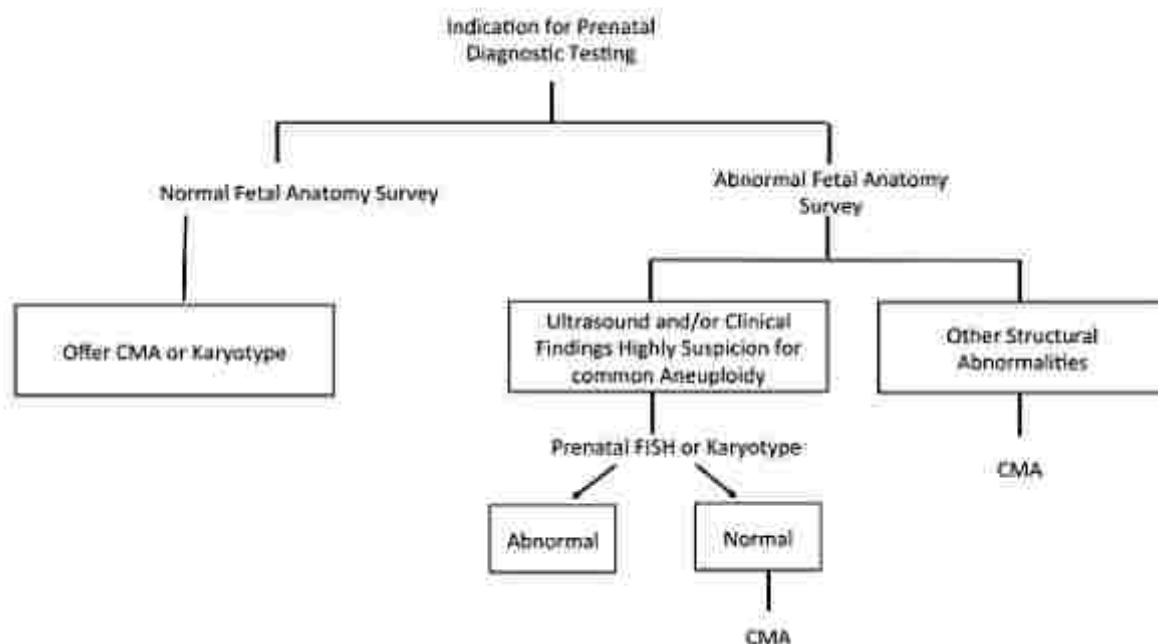 Indication for Prenatal
Diagnostic Testing
Normal Fetal Anatomy Survey
Abnormal Fetal Anatomy
Survey
Offer CMA or Karyotype
Ultrasound and/or Clinical
Findings Highly Suspicion for
common Aneuploidy
Other Structural
Abnormalities
Prenatal FISH or Karyotype
CMA
Abnormal
Normal
CMA